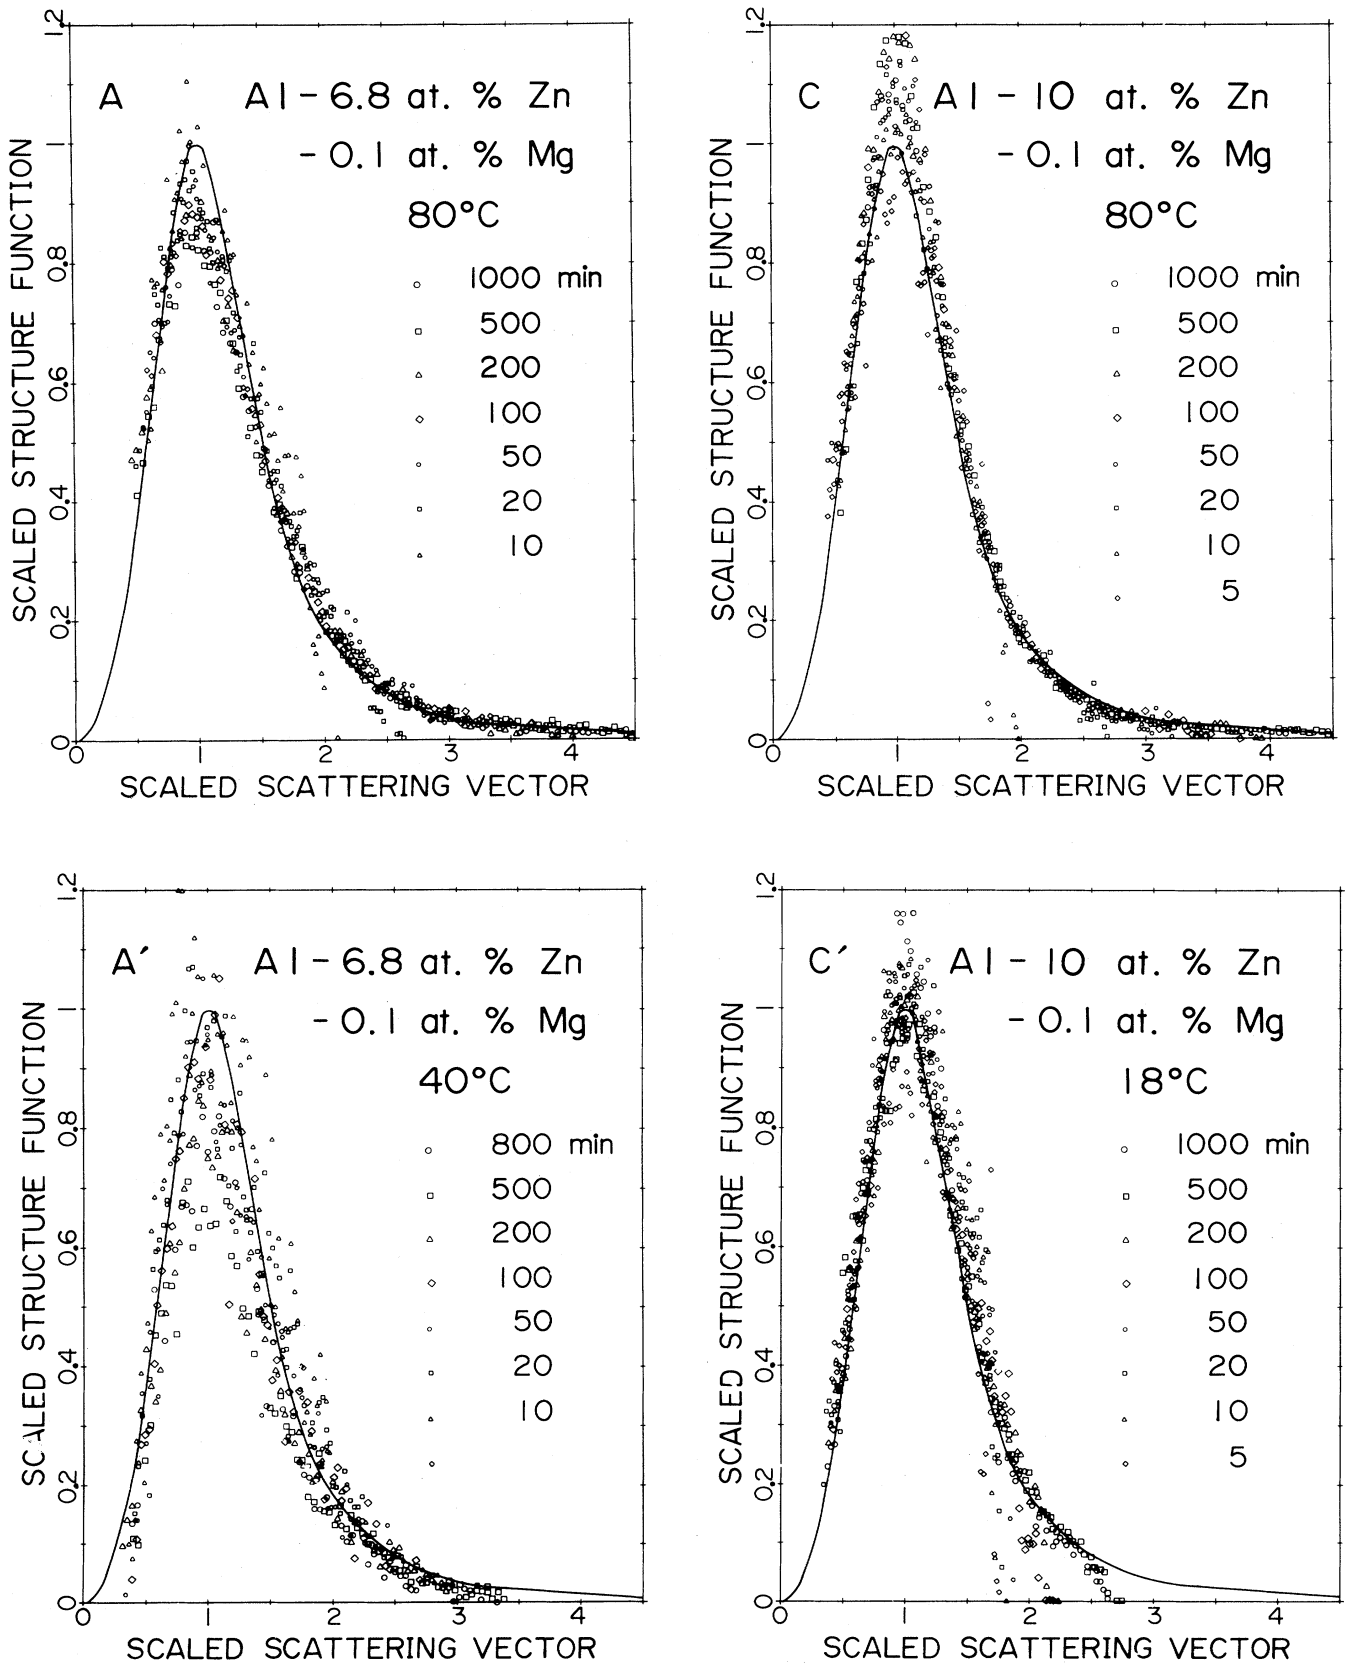 A Al-6.8 at. % Zn
-0.1 at. % Mg
80°C
1000 min
500
200
100
50
20
10
SCALED STRUCTURE FUNCTION
1.2
1
0.8
0.6
0.4
0.2
0
0 1 2 3 4
SCALED SCATTERING VECTOR
C Al-10 at. % Zn
-0.1 at. % Mg
80°C
1000 min
500
200
100
50
20
10
5
SCALED STRUCTURE FUNCTION
1.2
1
0.8
0.6
0.4
0.2
0
0 1 2 3 4
SCALED SCATTERING VECTOR
A′ Al-6.8 at. % Zn
-0.1 at. % Mg
40°C
800 min
500
200
100
50
20
10
SCALED STRUCTURE FUNCTION
1.2
1
0.8
0.6
0.4
0.2
0
0 1 2 3 4
SCALED SCATTERING VECTOR
C′ Al-10 at. % Zn
-0.1 at. % Mg
18°C
1000 min
500
200
100
50
20
10
5
SCALED STRUCTURE FUNCTION
1.2
1
0.8
0.6
0.4
0.2
0
0 1 2 3 4
SCALED SCATTERING VECTOR